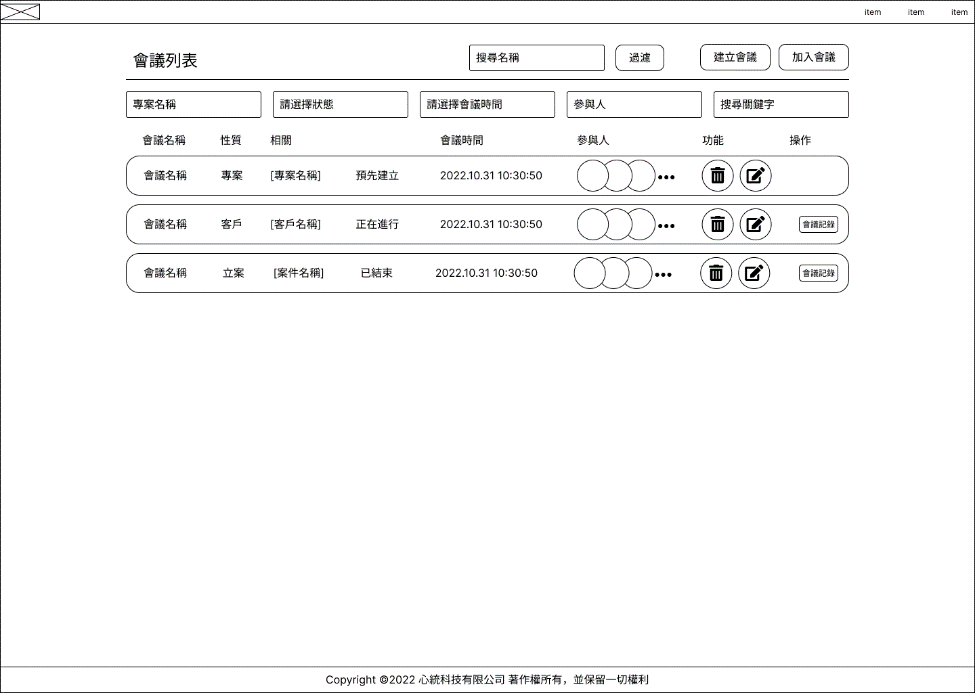 item item item
會議列表 搜尋名稱 過濾 建立會議 加入會議
專案名稱 請選擇狀態 請選擇會議時間 參與人 搜尋關鍵字
會議名稱 性質 相關 會議時間 參與人 功能 操作
會議名稱 專案 [專案名稱] 預先建立 2022.10.31 10:30:50
會議名稱 客戶 [客戶名稱] 正在進行 2022.10.31 10:30:50 會議記錄
會議名稱 立案 [案件名稱] 已結束 2022.10.31 10:30:50 會議記錄
Copyright ©2022 心統科技有限公司 著作權所有，並保留一切權利